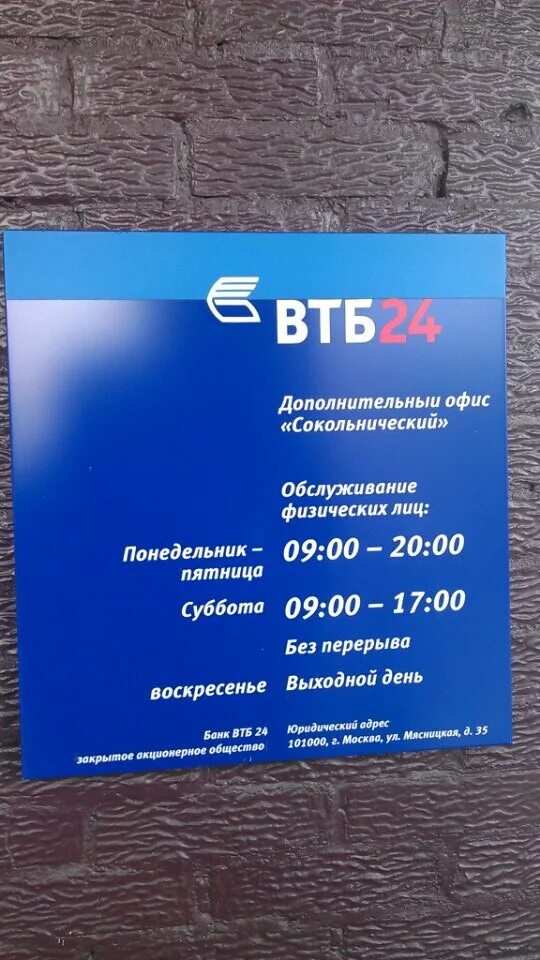 ВТБ24
Дополнительный офис
«Сокольнический»
Обслуживание
физических лиц:
Понедельник – 09:00 – 20:00
пятница
Суббота 09:00 – 17:00
Без перерыва
воскресенье Выходной день
Банк ВТБ 24
закрытое акционерное общество
Юридический адрес
101000, г. Москва, ул. Мясницкая, д. 35